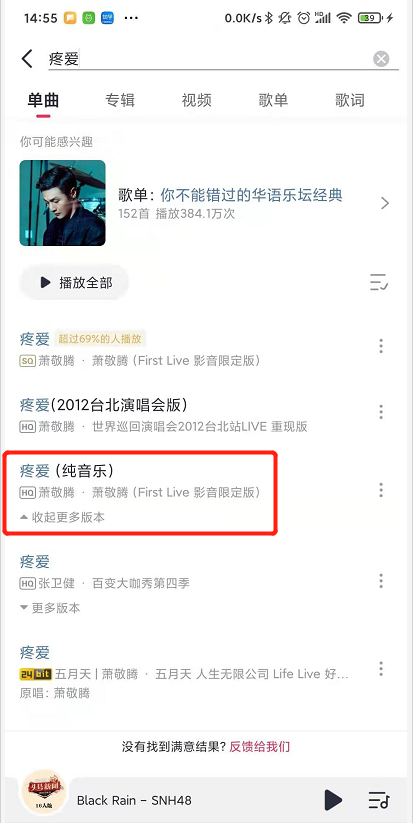 14:55 0.0K/s 39
疼爱
单曲 专辑 视频 歌单 歌词
你可能感兴趣
歌单: 你不能错过的华语乐坛经典
152首 播放384.1万次
播放全部
疼爱 超过69%的人播放
SQ 萧敬腾 · 萧敬腾 (First Live 影音限定版)
疼爱(2012台北演唱会版)
HQ 萧敬腾 · 世界巡回演唱会2012台北站LIVE 重现版
疼爱 (纯音乐)
HQ 萧敬腾 · 萧敬腾 (First Live 影音限定版)
收起更多版本
疼爱
HQ 张卫健 · 百变大咖秀第四季
更多版本
疼爱
24bit 五月天 | 萧敬腾 · 五月天 人生无限公司 Life Live 好...
原唱: 萧敬腾
没有找到满意结果? 反馈给我们
Black Rain - SNH48